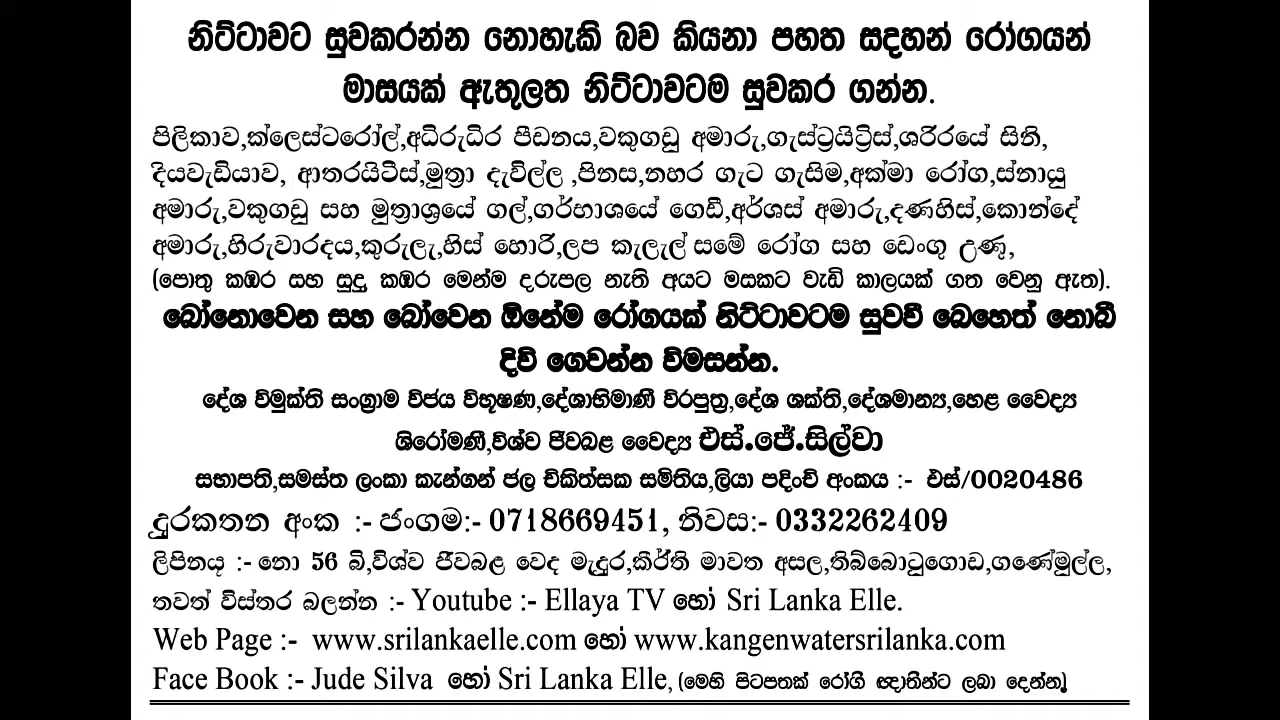 නිට්ටාවට සුවකරන්න නොහැකි බව කියනා පහත සදහන් රෝගයන්
මාසයක් ඇතුලත නිට්ටාවටම සුවකර ගන්න.
පිලිකාව,ක්ලෙස්ටරෝල්,අධිරුධිර පීඩනය,වකුගඩු අමාරු,ගැස්ට්‍රයිට්‍රිස්,ශරීරයේ සිනි,
දියවැඩියාව, ආතරයිටීස්,මුත්‍රා දැවිල්ල ,පිනස,නහර ගැට ගැසිම,අක්මා රෝග,ස්නායු
අමාරු,වකුගඩු සහ මුත්‍රාශ්‍රයේ ගල්,ගර්භාශයේ ගෙඩි,අර්ශස් අමාරු,දණහිස්,කොන්දේ
අමාරු,හිරුවාරදය,කුරුලෑ,හිස් හොරි,ලප කැලැල් සමේ රෝග සහ ඩෙංගු උණු,
(පොතු කඹර සහ සුදු කඹර මෙන්ම දරුපල නැති අයට මසකට වැඩි කාලයක් ගත වෙනු ඇත).
බෝනොවෙන සහ බෝවෙන ඕනේම රෝගයක් නිට්ටාවටම සුවවී බෙහෙත් නොබී
දිවි ගෙවන්න විමසන්න.
දේශ විමුක්ති සංග්‍රාම විජය විභූෂණ,දේශාභිමාණී විරපුත්‍ර,දේශ ශක්ති,දේශමාන්‍ය,හෙළ වෛද්‍ය
ශිරෝමණී,විශ්ව ජිවබළ වෛද්‍ය එස්.ජේ.සිල්වා
සභාපති,සමස්ත ලංකා කැන්ගන් ජල චිකිත්සක සමිතිය,ලියා පදිංචි අංකය :- එස්/0020486
දුරකතන අංක :- ජංගම:- 0718669451, නිවස:- 0332262409
ලිපිනයූ :- නො 56 බි,විශ්ව ජීවබළ වෙද මැදුර,කීර්ති මාවත අසල,තිබ්බොටුගොඩ,ගණේමුල්ල,
තවත් විස්තර බලන්න :- Youtube :- Ellaya TV හෝ Sri Lanka Elle.
Web Page :- www.srilankaelle.com හෝ www.kangenwatersrilanka.com
Face Book :- Jude Silva හෝ Sri Lanka Elle, (මෙහි පිටපතක් රෝගී ඥාතීන්ට ලබා දෙන්නූ)